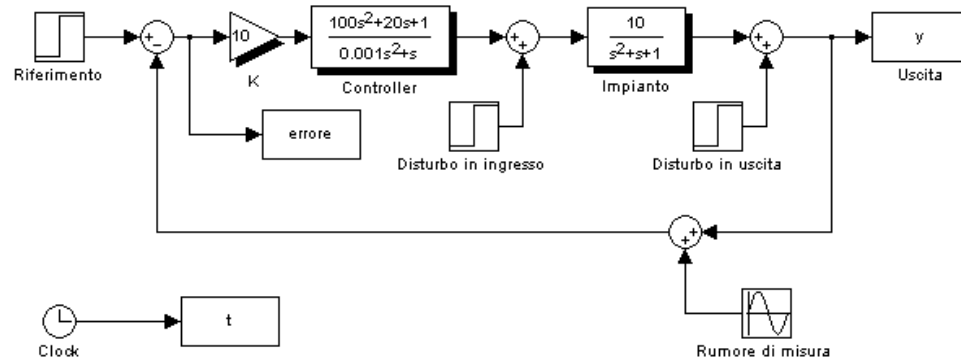 Riferimento
+
−
10
K
100s²+20s+1
0.001s²+s
Controller
+
+
10
s²+s+1
Impianto
+
+
y
Uscita
errore
Disturbo in ingresso
Disturbo in uscita
+
+
Clock
t
Rumore di misura